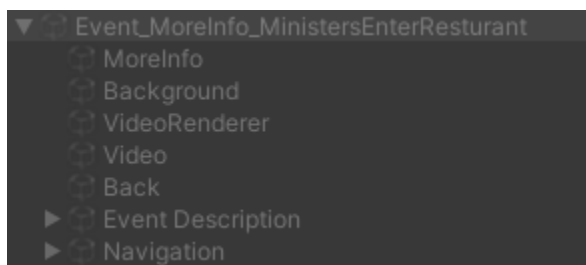 Event_MoreInfo_MinistersEnterResturant
MoreInfo
Background
VideoRenderer
Video
Back
Event Description
Navigation